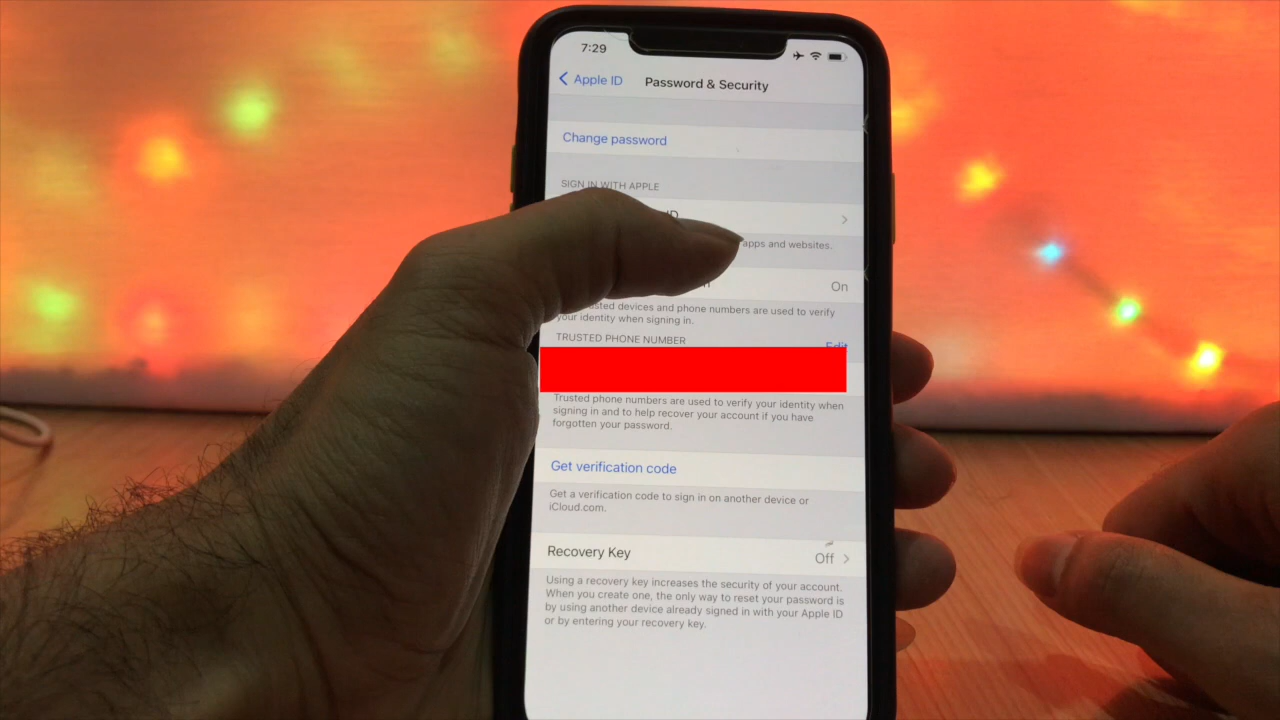 7:29
Apple ID
Password & Security
Change password
SIGN IN WITH APPLE
apps and websites.
On
devices and phone numbers are used to verify
your identity when signing in.
TRUSTED PHONE NUMBER
Edit
Trusted phone numbers are used to verify your identity when
signing in and to help recover your account if you have
forgotten your password.
Get verification code
Get a verification code to sign in on another device or
iCloud.com.
Recovery Key
Off
Using a recovery key increases the security of your account.
When you create one, the only way to reset your password is
by using another device already signed in with your Apple ID
or by entering your recovery key.